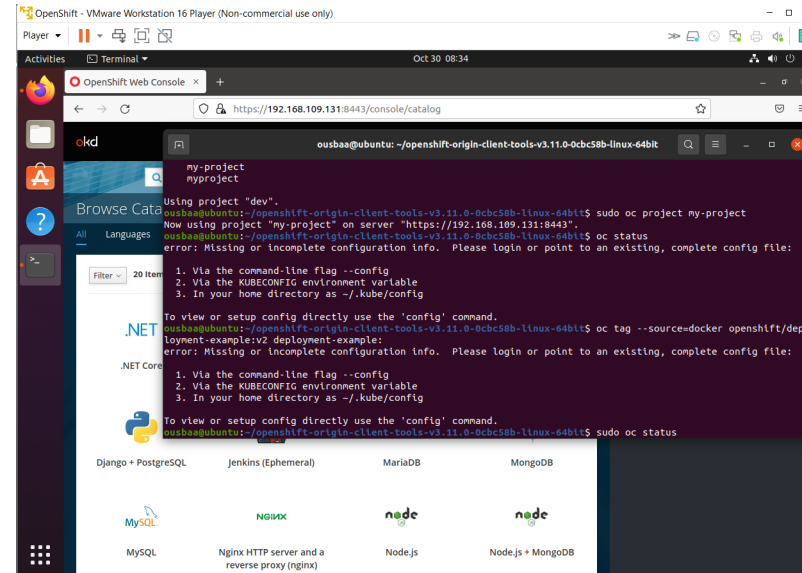 OpenShift - VMware Workstation 16 Player (Non-commercial use only)
Player
Activities
Terminal
Oct 30 08:34
OpenShift Web Console
https://192.168.109.131:8443/console/catalog
okd
ousbaa@ubuntu: ~/openshift-origin-client-tools-v3.11.0-0cbc58b-linux-64bit
my-project
myproject
Using project "dev".
ousbaa@ubuntu:~/openshift-origin-client-tools-v3.11.0-0cbc58b-linux-64bit$ sudo oc project my-project
Now using project "my-project" on server "https://192.168.109.131:8443".
ousbaa@ubuntu:~/openshift-origin-client-tools-v3.11.0-0cbc58b-linux-64bit$ oc status
error: Missing or incomplete configuration info.  Please login or point to an existing, complete config file:
1. Via the command-line flag --config
2. Via the KUBECONFIG environment variable
3. In your home directory as ~/.kube/config
To view or setup config directly use the 'config' command.
ousbaa@ubuntu:~/openshift-origin-client-tools-v3.11.0-0cbc58b-linux-64bit$ oc tag --source=docker openshift/dep
loyment-example:v2 deployment-example:
error: Missing or incomplete configuration info.  Please login or point to an existing, complete config file:
1. Via the command-line flag --config
2. Via the KUBECONFIG environment variable
3. In your home directory as ~/.kube/config
To view or setup config directly use the 'config' command.
ousbaa@ubuntu:~/openshift-origin-client-tools-v3.11.0-0cbc58b-linux-64bit$ sudo oc status
Browse Cata
All
Languages
Filter
20 Item
.NET
.NET Core
Django + PostgreSQL
Jenkins (Ephemeral)
MariaDB
MongoDB
MySQL
NGINX
node
node
MySQL
Nginx HTTP server and a
reverse proxy (nginx)
Node.js
Node.js + MongoDB